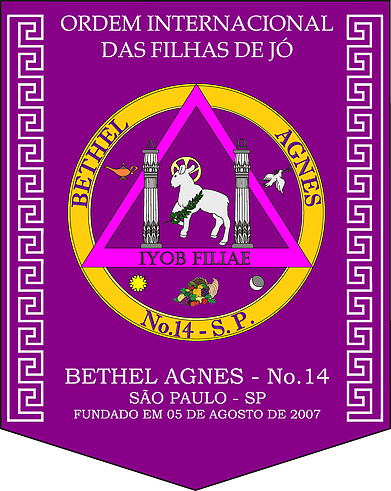 ORDEM INTERNACIONAL
DAS FILHAS DE JÓ
BETHEL AGNES
IYOB FILIAE
No.14 - S. P.
BETHEL AGNES - No.14
SÃO PAULO - SP
FUNDADO EM 05 DE AGOSTO DE 2007